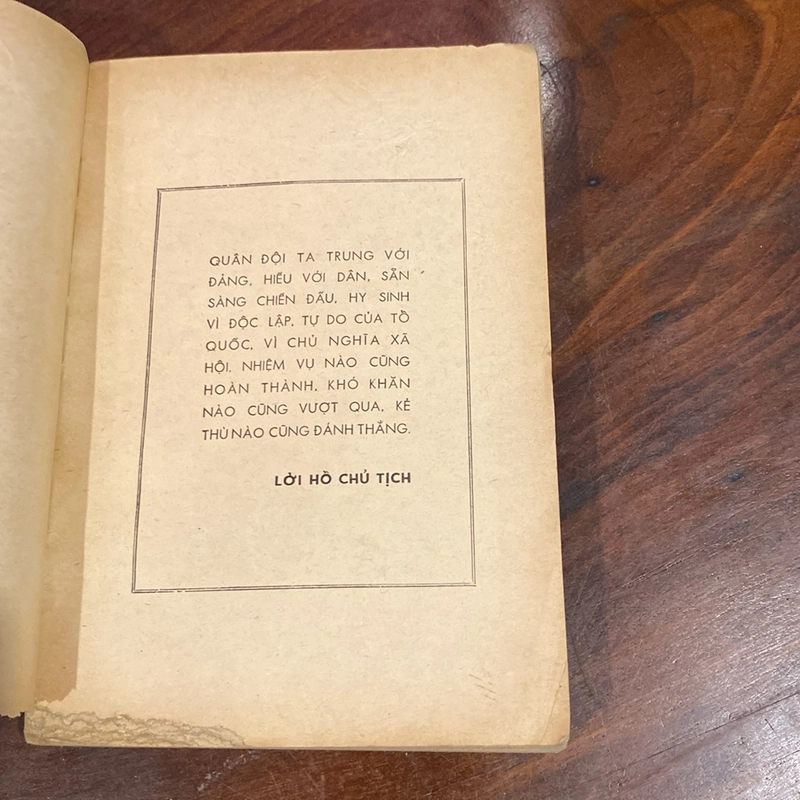 QUÂN ĐỘI TA TRUNG VỚI
ĐẢNG, HIẾU VỚI DÂN, SẴN
SÀNG CHIẾN ĐẤU, HY SINH
VÌ ĐỘC LẬP, TỰ DO CỦA TỔ
QUỐC, VÌ CHỦ NGHĨA XÃ
HỘI. NHIỆM VỤ NÀO CŨNG
HOÀN THÀNH, KHÓ KHĂN
NÀO CŨNG VƯỢT QUA, KẺ
THÙ NÀO CŨNG ĐÁNH THẮNG.
LỜI HỒ CHỦ TỊCH